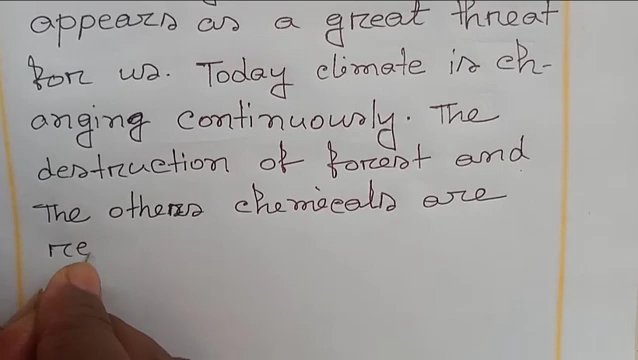 appears as a great threat
for us. Today climate is ch-
anging continuously. The
destruction of forest and
The others chemicals are
re